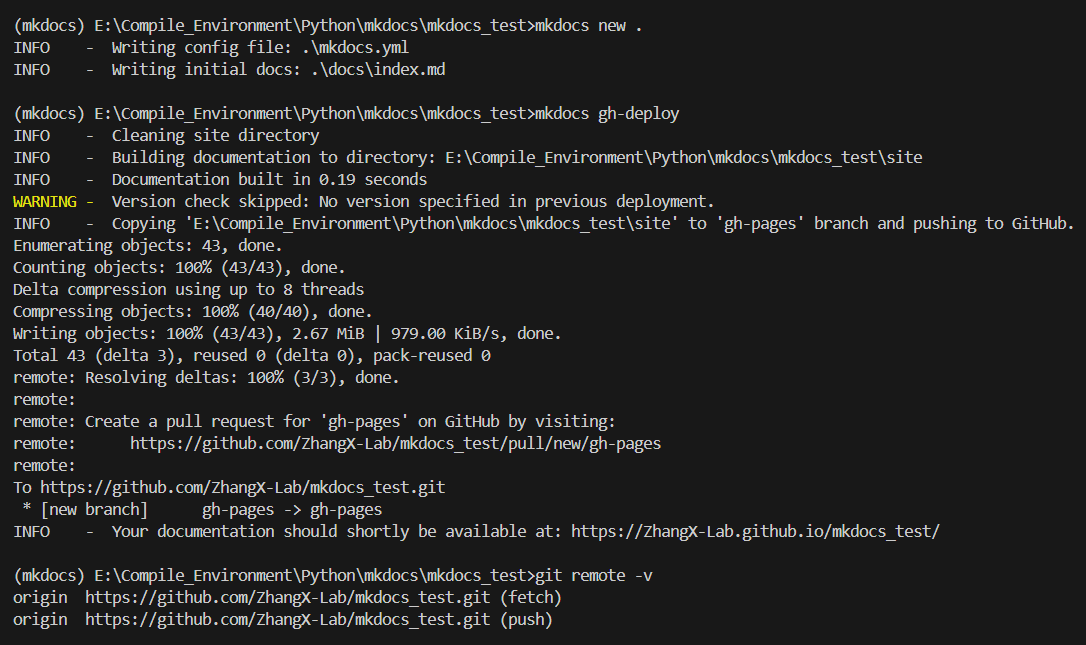 (mkdocs) E:\Compile_Environment\Python\mkdocs\mkdocs_test>mkdocs new .
INFO    -  Writing config file: .\mkdocs.yml
INFO    -  Writing initial docs: .\docs\index.md
(mkdocs) E:\Compile_Environment\Python\mkdocs\mkdocs_test>mkdocs gh-deploy
INFO    -  Cleaning site directory
INFO    -  Building documentation to directory: E:\Compile_Environment\Python\mkdocs\mkdocs_test\site
INFO    -  Documentation built in 0.19 seconds
WARNING -  Version check skipped: No version specified in previous deployment.
INFO    -  Copying 'E:\Compile_Environment\Python\mkdocs\mkdocs_test\site' to 'gh-pages' branch and pushing to GitHub.
Enumerating objects: 43, done.
Counting objects: 100% (43/43), done.
Delta compression using up to 8 threads
Compressing objects: 100% (40/40), done.
Writing objects: 100% (43/43), 2.67 MiB | 979.00 KiB/s, done.
Total 43 (delta 3), reused 0 (delta 0), pack-reused 0
remote: Resolving deltas: 100% (3/3), done.
remote:
remote: Create a pull request for 'gh-pages' on GitHub by visiting:
remote:      https://github.com/ZhangX-Lab/mkdocs_test/pull/new/gh-pages
remote:
To https://github.com/ZhangX-Lab/mkdocs_test.git
 * [new branch]      gh-pages -> gh-pages
INFO    -  Your documentation should shortly be available at: https://ZhangX-Lab.github.io/mkdocs_test/
(mkdocs) E:\Compile_Environment\Python\mkdocs\mkdocs_test>git remote -v
origin  https://github.com/ZhangX-Lab/mkdocs_test.git (fetch)
origin  https://github.com/ZhangX-Lab/mkdocs_test.git (push)